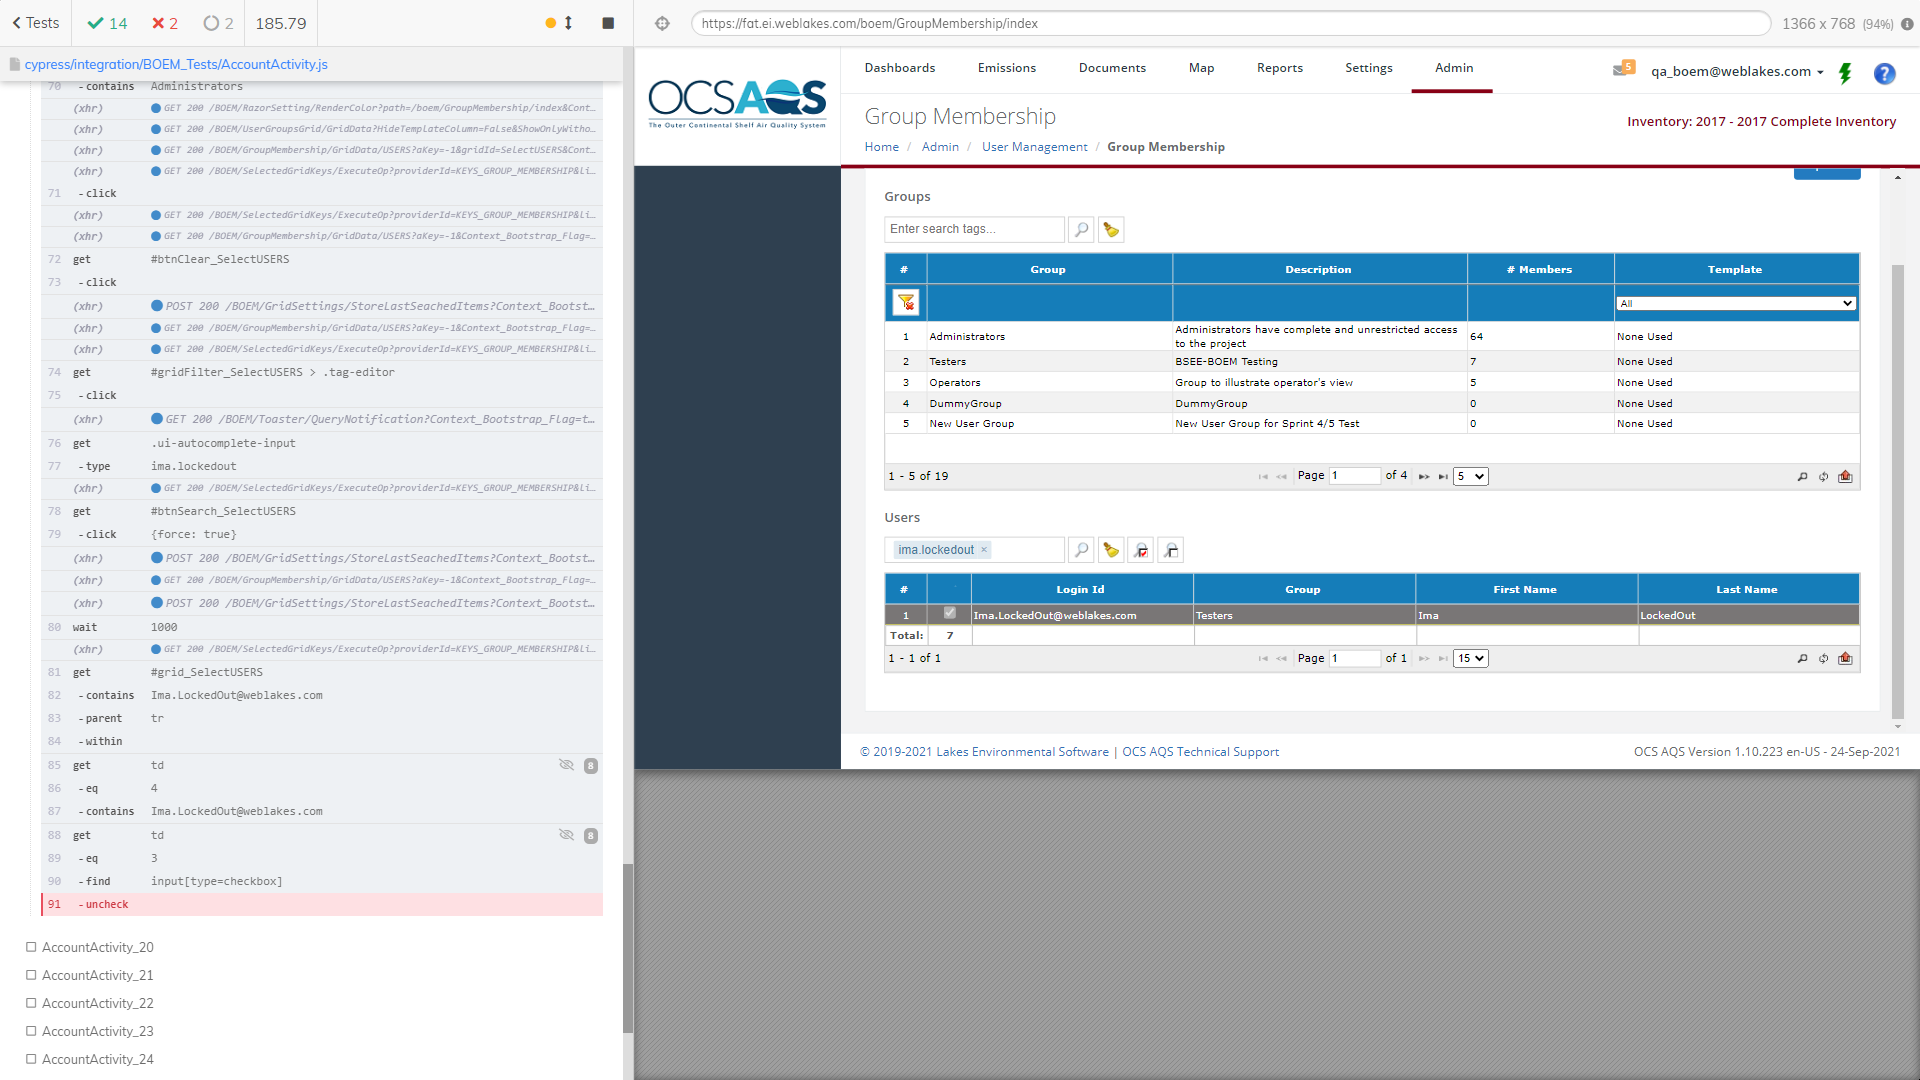 Tests
14
2
2
185.79
https://fat.ei.weblakes.com/boem/GroupMembership/index
1366 x 768 (94%)
cypress/integration/BOEM_Tests/AccountActivity.js
70 -contains Administrators
(xhr) GET 200 /BOEM/RazorSetting/RenderColor?path=/boem/GroupMembership/index&Cont…
(xhr) GET 200 /BOEM/UserGroupsGrid/GridData?HideTemplateColumn=False&ShowOnlyWitho…
(xhr) GET 200 /BOEM/GroupMembership/GridData/USERS?aKey=-1&gridId=SelectUSERS&Cont…
(xhr) GET 200 /BOEM/SelectedGridKeys/ExecuteOp?providerId=KEYS_GROUP_MEMBERSHIP&li…
71 -click
(xhr) GET 200 /BOEM/SelectedGridKeys/ExecuteOp?providerId=KEYS_GROUP_MEMBERSHIP&li…
(xhr) GET 200 /BOEM/GroupMembership/GridData/USERS?aKey=-1&Context_Bootstrap_Flag=…
72 get #btnClear_SelectUSERS
73 -click
(xhr) POST 200 /BOEM/GridSettings/StoreLastSeachedItems?Context_Bootst…
(xhr) GET 200 /BOEM/GroupMembership/GridData/USERS?aKey=-1&Context_Bootstrap_Flag=…
(xhr) GET 200 /BOEM/SelectedGridKeys/ExecuteOp?providerId=KEYS_GROUP_MEMBERSHIP&li…
74 get #gridFilter_SelectUSERS > .tag-editor
75 -click
(xhr) GET 200 /BOEM/Toaster/QueryNotification?Context_Bootstrap_Flag=t…
76 get .ui-autocomplete-input
77 -type ima.lockedout
(xhr) GET 200 /BOEM/SelectedGridKeys/ExecuteOp?providerId=KEYS_GROUP_MEMBERSHIP&li…
78 get #btnSearch_SelectUSERS
79 -click {force: true}
(xhr) POST 200 /BOEM/GridSettings/StoreLastSeachedItems?Context_Bootst…
(xhr) GET 200 /BOEM/GroupMembership/GridData/USERS?aKey=-1&Context_Bootstrap_Flag=…
(xhr) POST 200 /BOEM/GridSettings/StoreLastSeachedItems?Context_Bootst…
80 wait 1000
(xhr) GET 200 /BOEM/SelectedGridKeys/ExecuteOp?providerId=KEYS_GROUP_MEMBERSHIP&li…
81 get #grid_SelectUSERS
82 -contains Ima.LockedOut@weblakes.com
83 -parent tr
84 -within
85 get td 8
86 -eq 4
87 -contains Ima.LockedOut@weblakes.com
88 get td 8
89 -eq 3
90 -find input[type=checkbox]
91 -uncheck
AccountActivity_20
AccountActivity_21
AccountActivity_22
AccountActivity_23
AccountActivity_24
OCSAQS
The Outer Continental Shelf Air Quality System
Dashboards Emissions Documents Map Reports Settings Admin
5
qa_boem@weblakes.com
?
Group Membership
Inventory: 2017 - 2017 Complete Inventory
Home / Admin / User Management / Group Membership
Groups
Enter search tags...
# Group Description # Members Template
All
1 Administrators Administrators have complete and unrestricted access to the project 64 None Used
2 Testers BSEE-BOEM Testing 7 None Used
3 Operators Group to illustrate operator's view 5 None Used
4 DummyGroup DummyGroup 0 None Used
5 New User Group New User Group for Sprint 4/5 Test 0 None Used
1 - 5 of 19 Page 1 of 4 5
Users
ima.lockedout ×
# Login Id Group First Name Last Name
1 Ima.LockedOut@weblakes.com Testers Ima LockedOut
Total: 7
1 - 1 of 1 Page 1 of 1 15
© 2019-2021 Lakes Environmental Software | OCS AQS Technical Support
OCS AQS Version 1.10.223 en-US - 24-Sep-2021